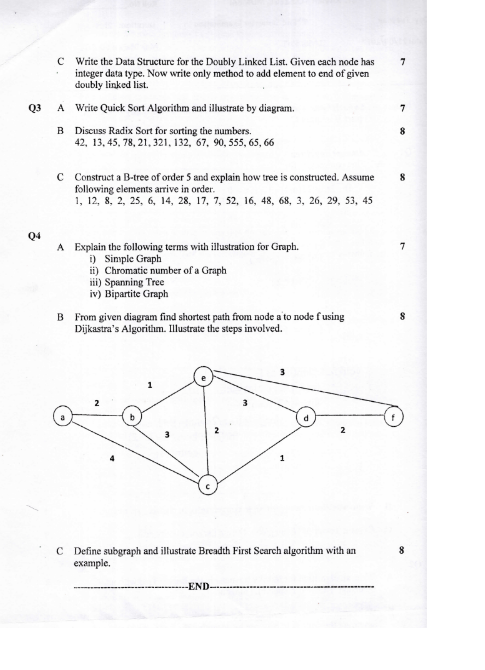 C Write the Data Structure for the Doubly Linked List. Given each node has 7
integer data type. Now write only method to add element to end of given
doubly linked list.
Q3 A Write Quick Sort Algorithm and illustrate by diagram. 7
B Discuss Radix Sort for sorting the numbers. 8
42, 13, 45, 78, 21, 321, 132, 67, 90, 555, 65, 66
C Construct a B-tree of order 5 and explain how tree is constructed. Assume 8
following elements arrive in order.
1, 12, 8, 2, 25, 6, 14, 28, 17, 7, 52, 16, 48, 68, 3, 26, 29, 53, 45
Q4
A Explain the following terms with illustration for Graph. 7
i) Simple Graph
ii) Chromatic number of a Graph
iii) Spanning Tree
iv) Bipartite Graph
B From given diagram find shortest path from node a to node f using 8
Dijkastra's Algorithm. Illustrate the steps involved.
3
e
1
2 3
a b d f
3 2 2
4 1
c
C Define subgraph and illustrate Breadth First Search algorithm with an 8
example.
-----------------------------------END--------------------------------------------------